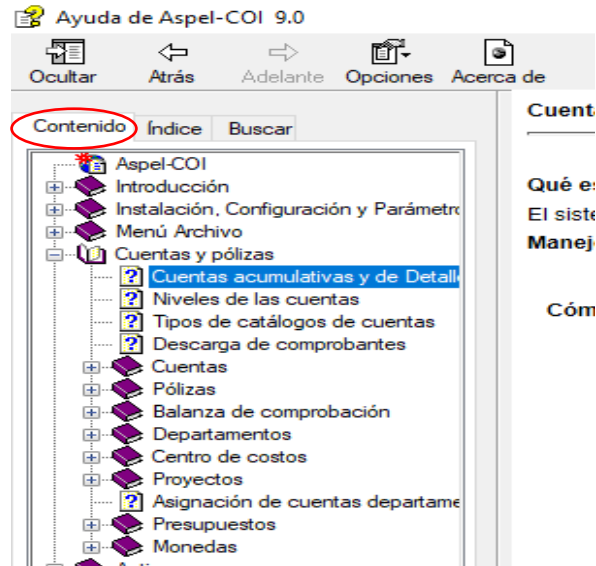 Ayuda de Aspel-COI 9.0
Ocultar Atrás Adelante Opciones Acerca de
Contenido Índice Buscar
Aspel-COI
Introducción
Instalación, Configuración y Parámetro
Menú Archivo
Cuentas y pólizas
Cuentas acumulativas y de Detalle
Niveles de las cuentas
Tipos de catálogos de cuentas
Descarga de comprobantes
Cuentas
Pólizas
Balanza de comprobación
Departamentos
Centro de costos
Proyectos
Asignación de cuentas departame
Presupuestos
Monedas
Cuenta
Qué es
El siste
Manejo
Cóm